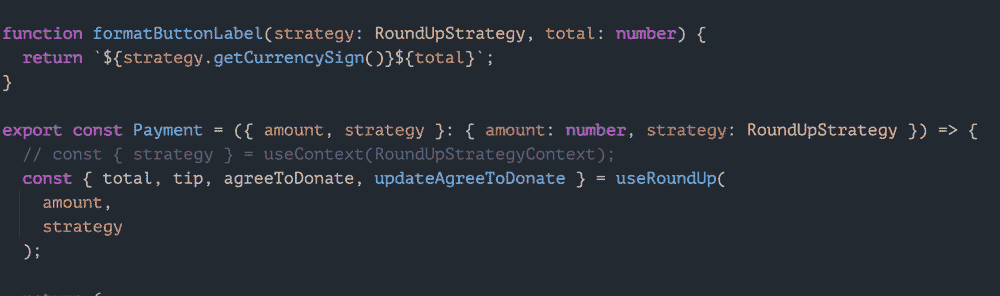 function formatButtonLabel(strategy: RoundUpStrategy, total: number) {
  return `${strategy.getCurrencySign()}${total}`;
}
export const Payment = ({ amount, strategy }: { amount: number, strategy: RoundUpStrategy }) => {
  // const { strategy } = useContext(RoundUpStrategyContext);
  const { total, tip, agreeToDonate, updateAgreeToDonate } = useRoundUp(
    amount,
    strategy
  );
  return (